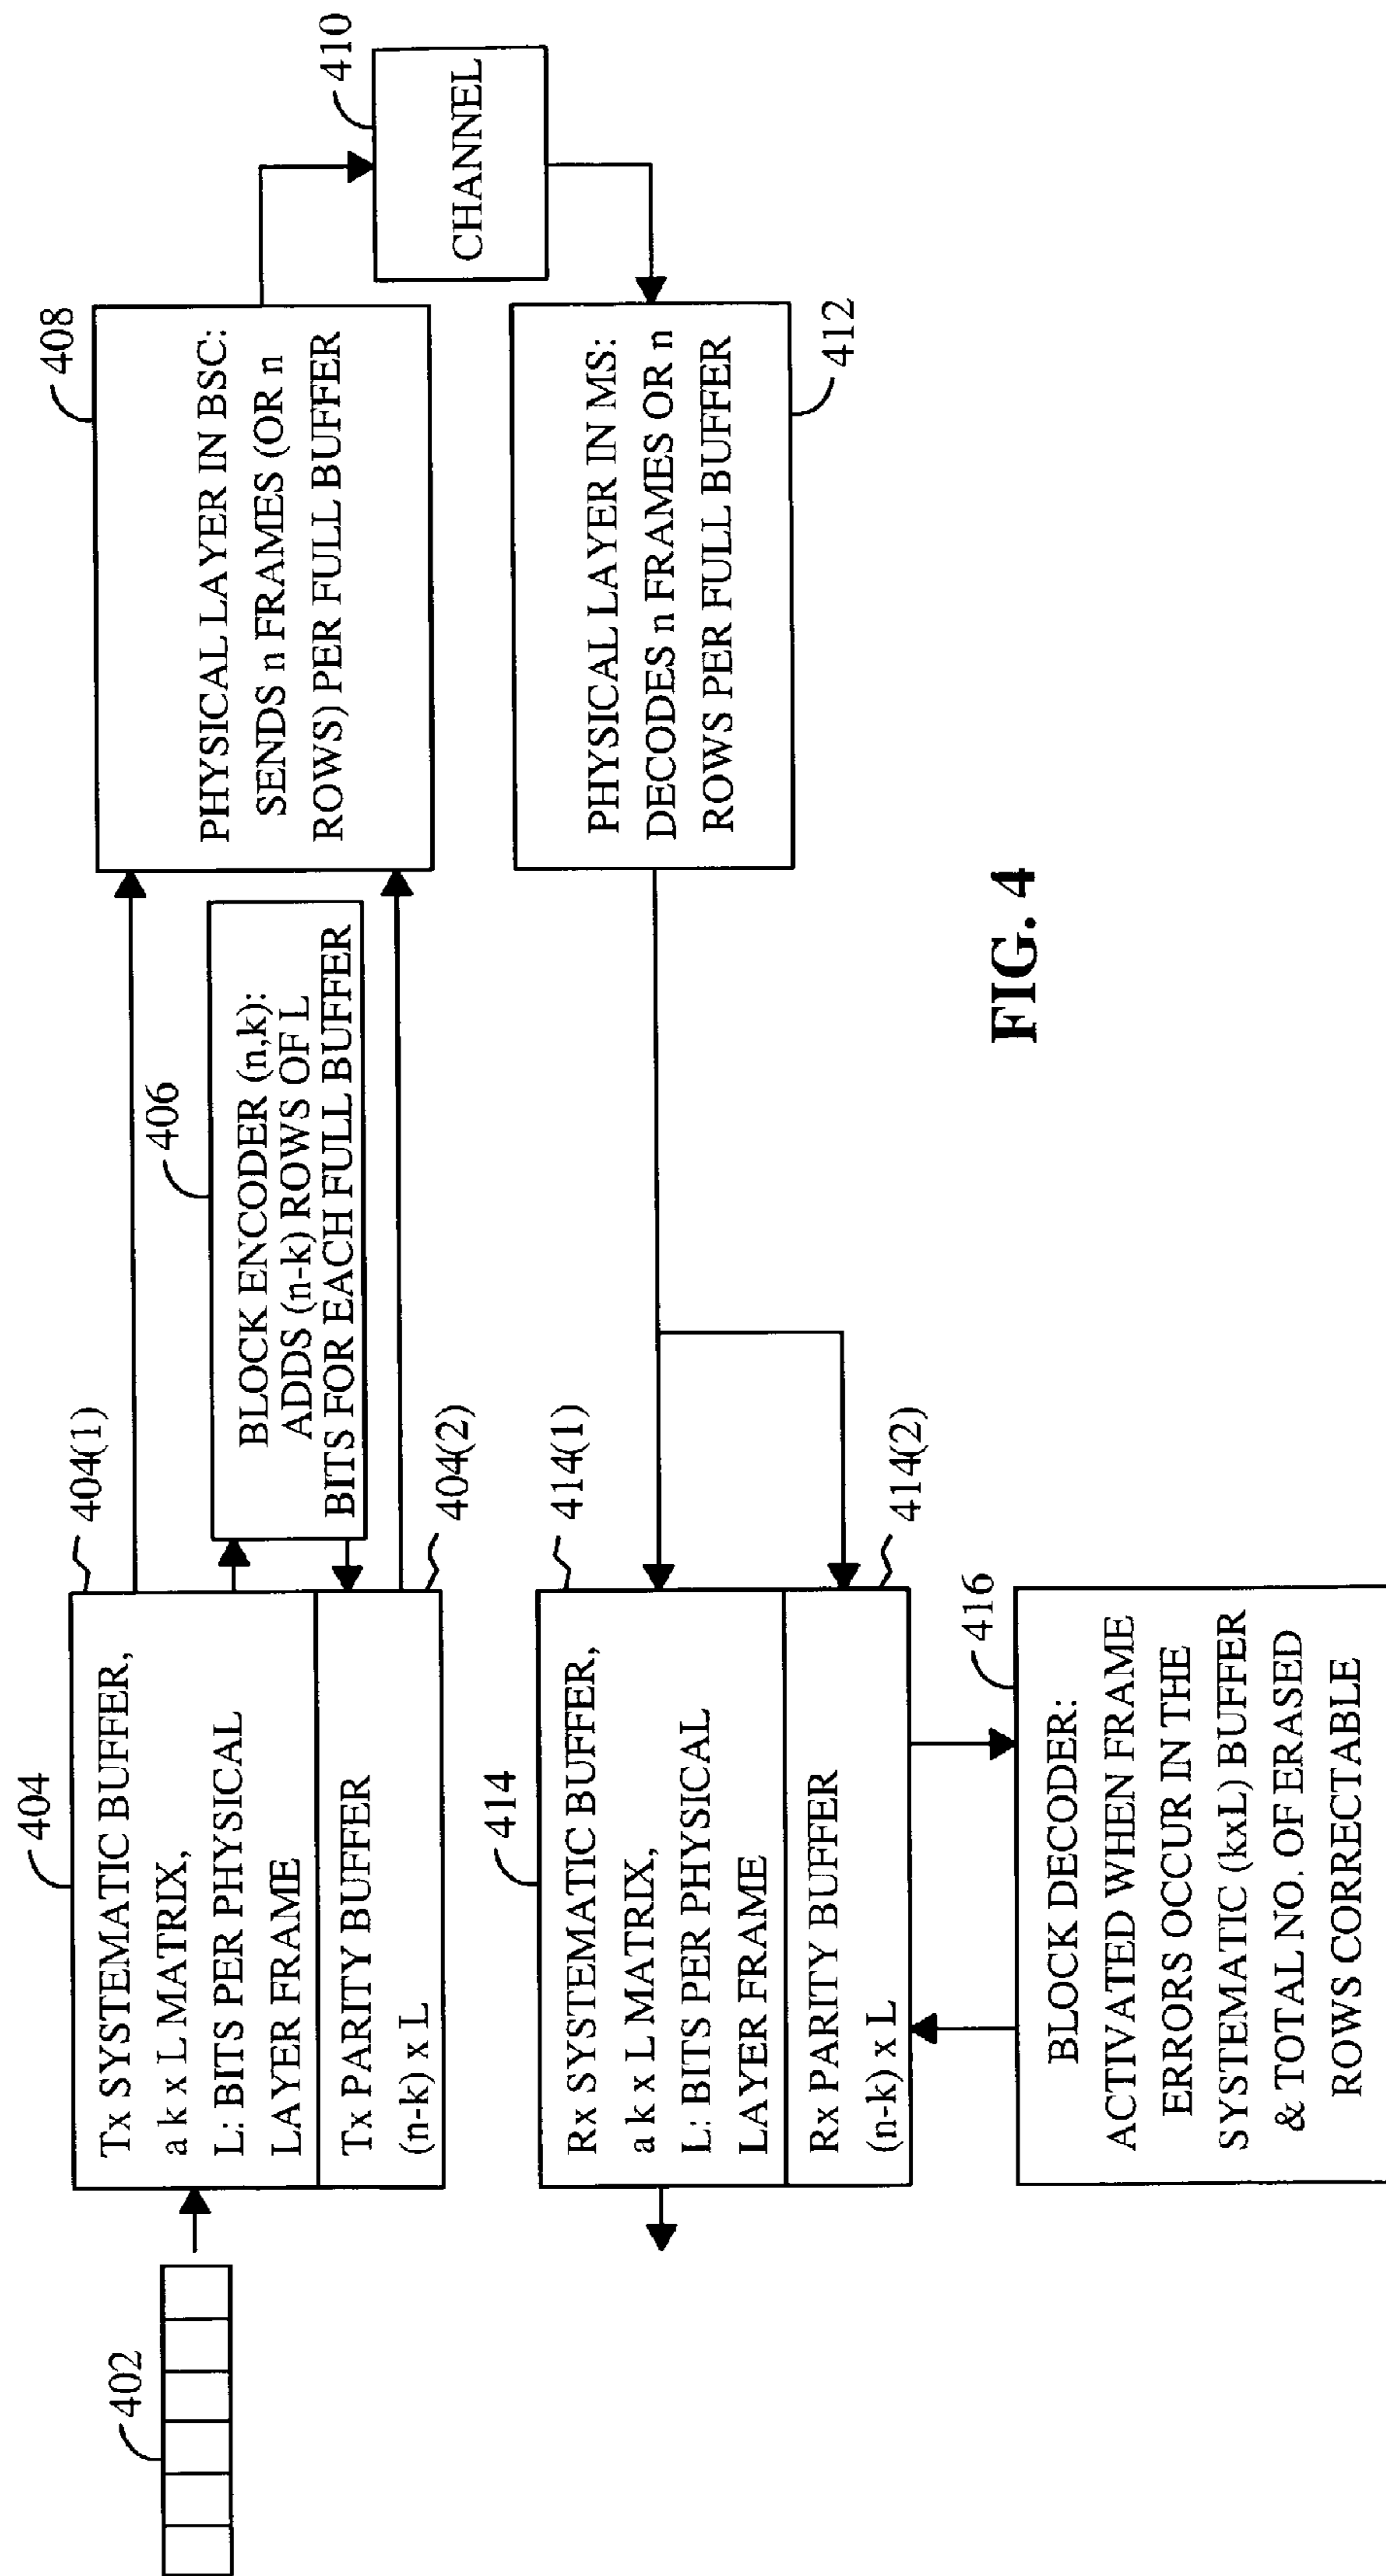 402
404
404(1)
Tx SYSTEMATIC BUFFER,
a k x L MATRIX,
L: BITS PER PHYSICAL
LAYER FRAME
Tx PARITY BUFFER
(n-k) x L
404(2)
406
BLOCK ENCODER (n,k):
ADDS (n-k) ROWS OF L
BITS FOR EACH FULL BUFFER
408
PHYSICAL LAYER IN BSC:
SENDS n FRAMES (OR n
ROWS) PER FULL BUFFER
410
CHANNEL
PHYSICAL LAYER IN MS:
DECODES n FRAMES OR n
ROWS PER FULL BUFFER
412
414
414(1)
Rx SYSTEMATIC BUFFER,
a k x L MATRIX,
L: BITS PER PHYSICAL
LAYER FRAME
Rx PARITY BUFFER
(n-k) x L
414(2)
416
BLOCK DECODER:
ACTIVATED WHEN FRAME
ERRORS OCCUR IN THE
SYSTEMATIC (kxL) BUFFER
& TOTAL NO. OF ERASED
ROWS CORRECTABLE
FIG. 4